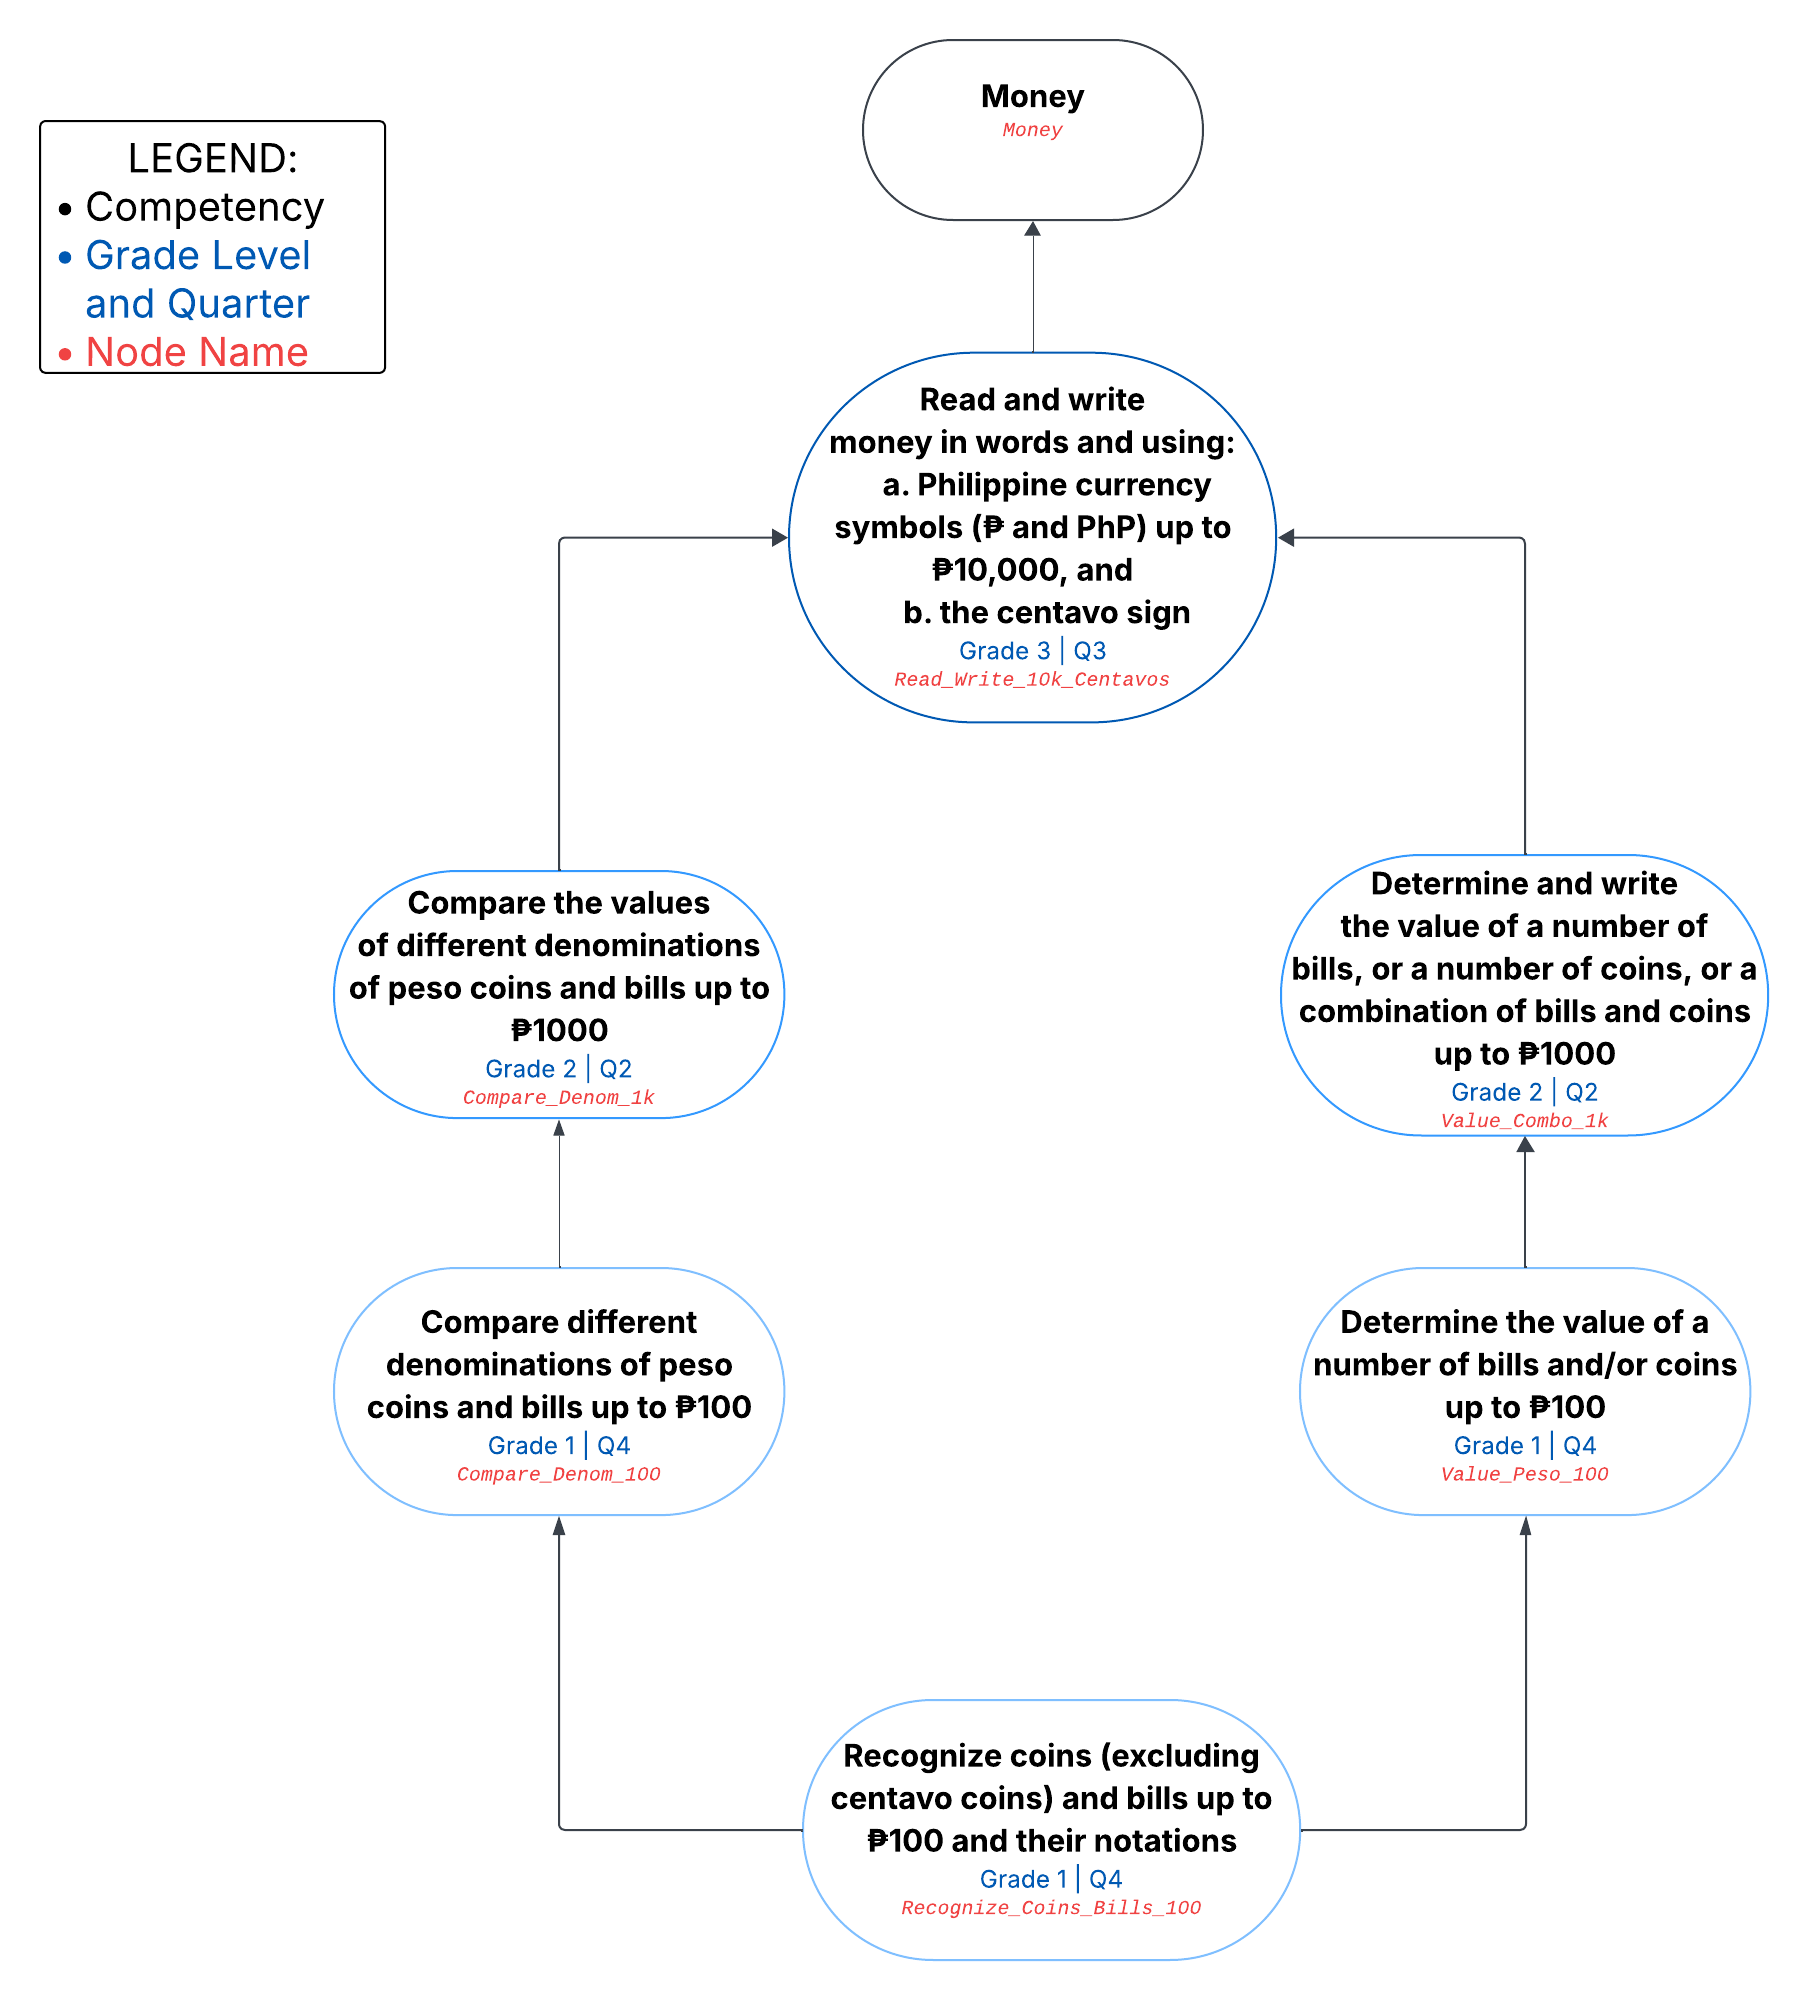 Money
Money
LEGEND:
• Competency
• Grade Level
and Quarter
• Node Name
Read and write
money in words and using:
a. Philippine currency
symbols (₱ and PhP) up to
₱10,000, and
b. the centavo sign
Grade 3 | Q3
Read_Write_10k_Centavos
Compare the values
of different denominations
of peso coins and bills up to
₱1000
Grade 2 | Q2
Compare_Denom_1k
Determine and write
the value of a number of
bills, or a number of coins, or a
combination of bills and coins
up to ₱1000
Grade 2 | Q2
Value_Combo_1k
Compare different
denominations of peso
coins and bills up to ₱100
Grade 1 | Q4
Compare_Denom_100
Determine the value of a
number of bills and/or coins
up to ₱100
Grade 1 | Q4
Value_Peso_100
Recognize coins (excluding
centavo coins) and bills up to
₱100 and their notations
Grade 1 | Q4
Recognize_Coins_Bills_100